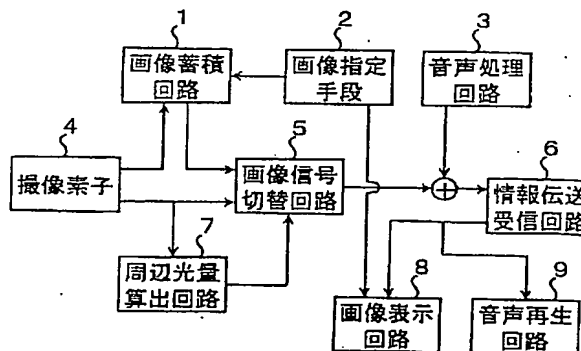 1
画像蓄積
回路
2
画像指定
手段
3
音声処理
回路
4
撮像素子
5
画像信号
切替回路
6
情報伝送
受信回路
7
周辺光量
算出回路
8
画像表示
回路
9
音声再生
回路